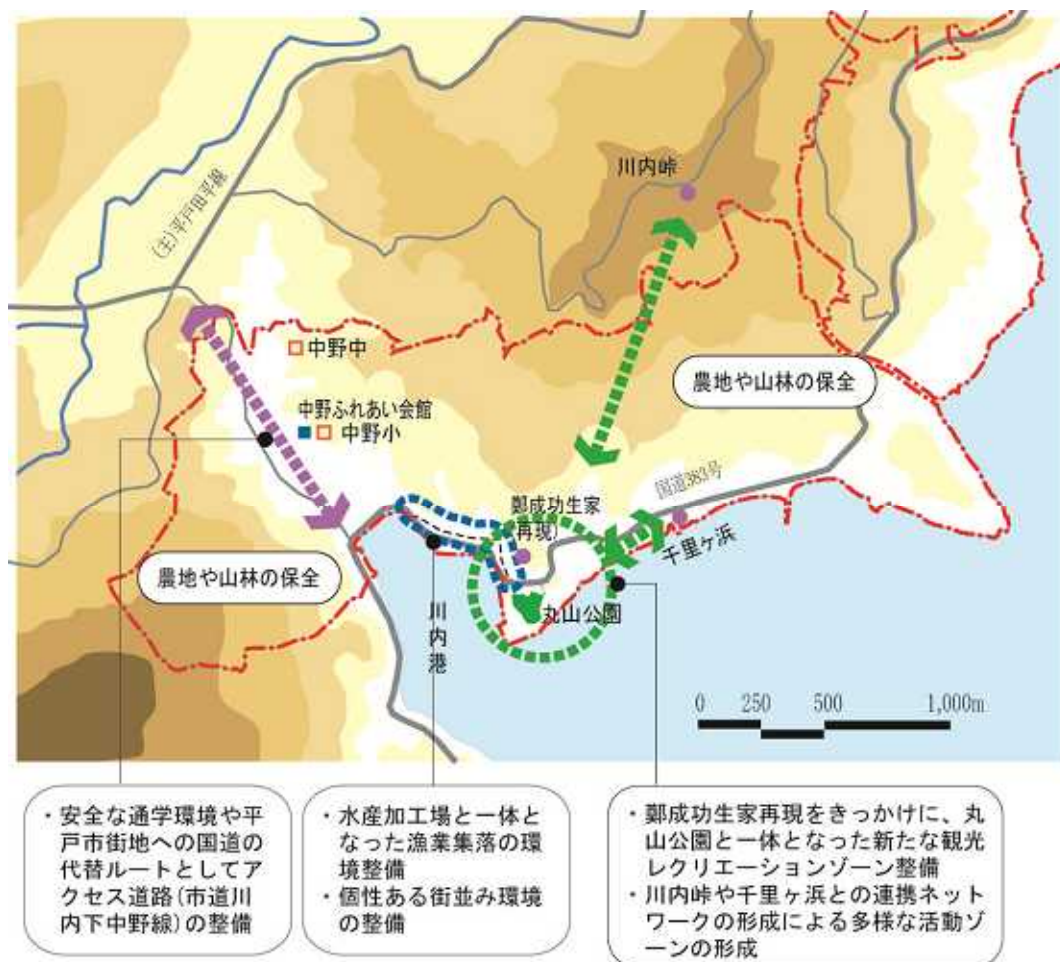 川内峠
(主)平戸田平線
中野中
農地や山林の保全
中野ふれあい会館
中野小
国道383号
鄭成功生家
再現)
千里ヶ浜
農地や山林の保全
丸山公園
川内港
0 250 500 1,000m
・安全な通学環境や平
戸市街地への国道の
代替ルートとしてア
クセス道路(市道川
内下中野線)の整備
・水産加工場と一体と
なった漁業集落の環
境整備
・個性ある街並み環境
の整備
・鄭成功生家再現をきっかけに、丸
山公園と一体となった新たな観光
レクリエーションゾーン整備
・川内峠や千里ヶ浜との連携ネット
ワークの形成による多様な活動ゾ
ーンの形成